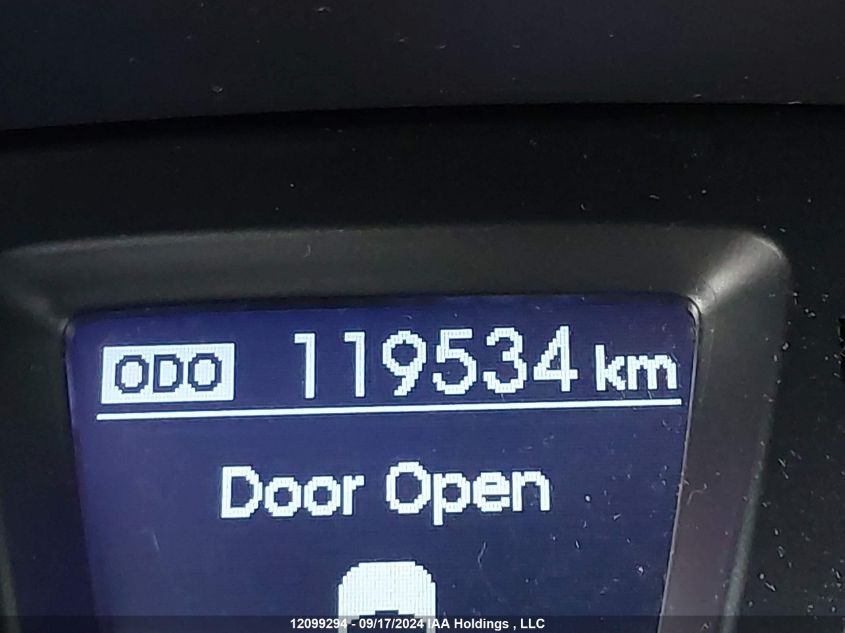 ODO 119534 km
Door Open
12099294 - 09/17/2024 IAA Holdings , LLC